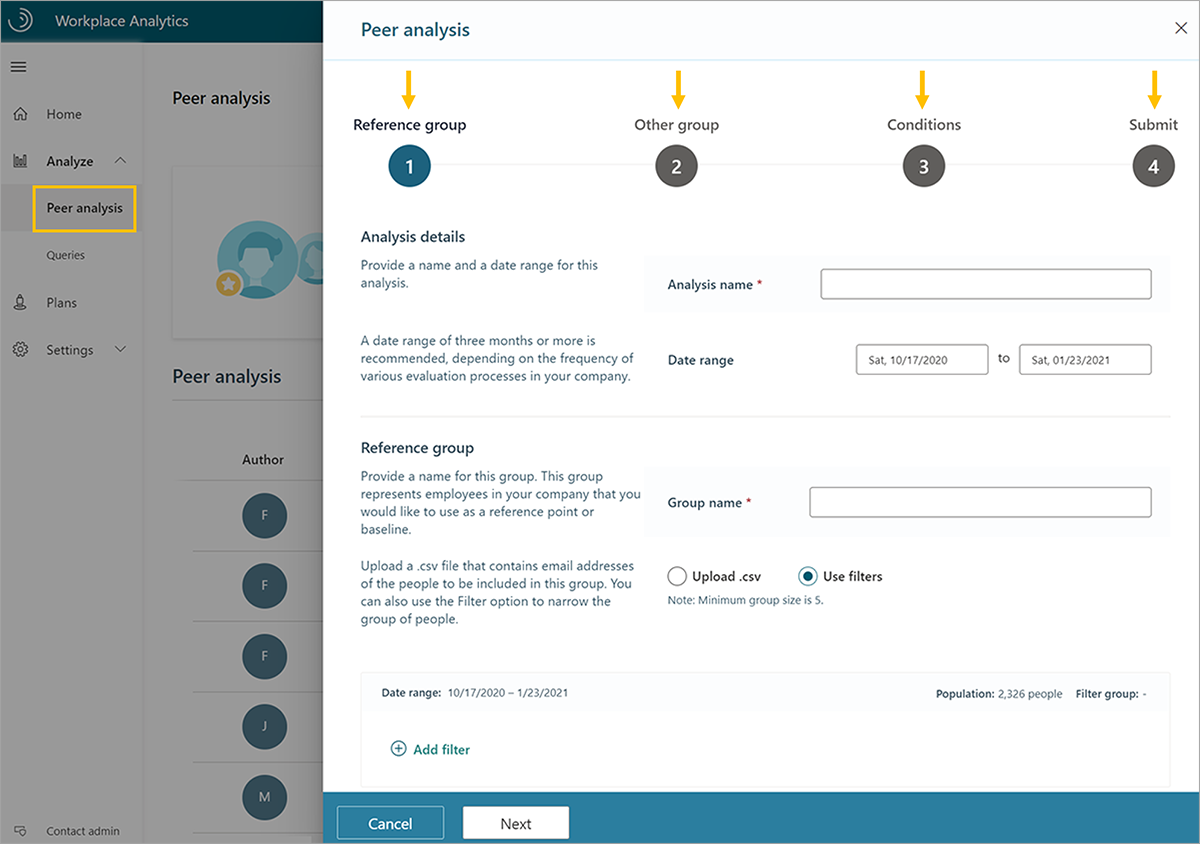 Workplace Analytics
Home
Analyze
Peer analysis
Queries
Plans
Settings
Contact admin
Peer analysis
Peer analysis
Author
F
F
F
J
M
Peer analysis
Reference group
Other group
Conditions
Submit
1
2
3
4
Analysis details
Provide a name and a date range for this
analysis.
Analysis name *
A date range of three months or more is
recommended, depending on the frequency of
various evaluation processes in your company.
Date range
Sat, 10/17/2020 to Sat, 01/23/2021
Reference group
Provide a name for this group. This group
represents employees in your company that you
would like to use as a reference point or
baseline.
Group name *
Upload a .csv file that contains email addresses
of the people to be included in this group. You
can also use the Filter option to narrow the
group of people.
Upload .csv
Use filters
Note: Minimum group size is 5.
Date range: 10/17/2020 – 1/23/2021
Population: 2,326 people
Filter group: -
Add filter
Cancel
Next